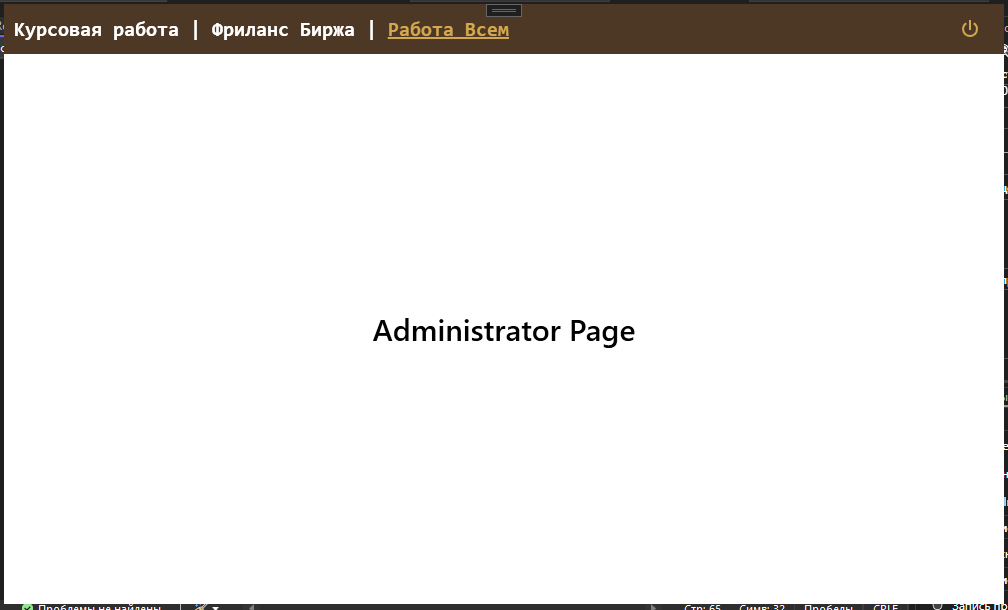 Курсовая работа | Фриланс Биржа | Работа Всем
Administrator Page
Проблемы не найдены
Стр: 65 Симв: 32 Пробелы CRLF